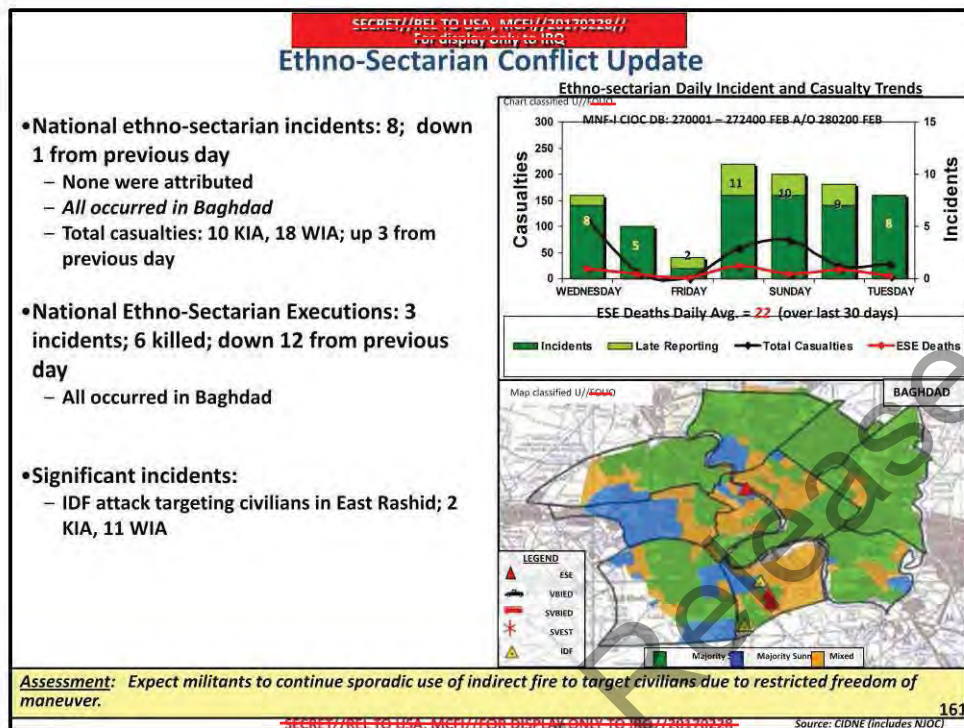 SECRET//REL TO USA, MCFI//20170228//
For display only to IRQ
Ethno-Sectarian Conflict Update
•National ethno-sectarian incidents: 8; down
1 from previous day
– None were attributed
– All occurred in Baghdad
– Total casualties: 10 KIA, 18 WIA; up 3 from
previous day
•National Ethno-Sectarian Executions: 3
incidents; 6 killed; down 12 from previous
day
– All occurred in Baghdad
•Significant incidents:
– IDF attack targeting civilians in East Rashid; 2
KIA, 11 WIA
Ethno-sectarian Daily Incident and Casualty Trends
Chart classified U//FOUO
MNF-I CIOC DB: 270001 – 272400 FEB A/O 280200 FEB
Casualties
300
250
200
150
100
50
0
8
5
2
11
10
9
8
15
10
5
0
Incidents
WEDNESDAY FRIDAY SUNDAY TUESDAY
ESE Deaths Daily Avg. = 22 (over last 30 days)
Incidents Late Reporting Total Casualties ESE Deaths
Map classified U//FOUO
BAGHDAD
LEGEND
ESE
VBIED
SVBIED
SVEST
IDF
Majority Majority Sunni Mixed
Release
Assessment: Expect militants to continue sporadic use of indirect fire to target civilians due to restricted freedom of
maneuver.
161
SECRET//REL TO USA, MCFI//FOR DISPLAY ONLY TO IRQ//20170228
Source: CIDNE (includes NJOC)